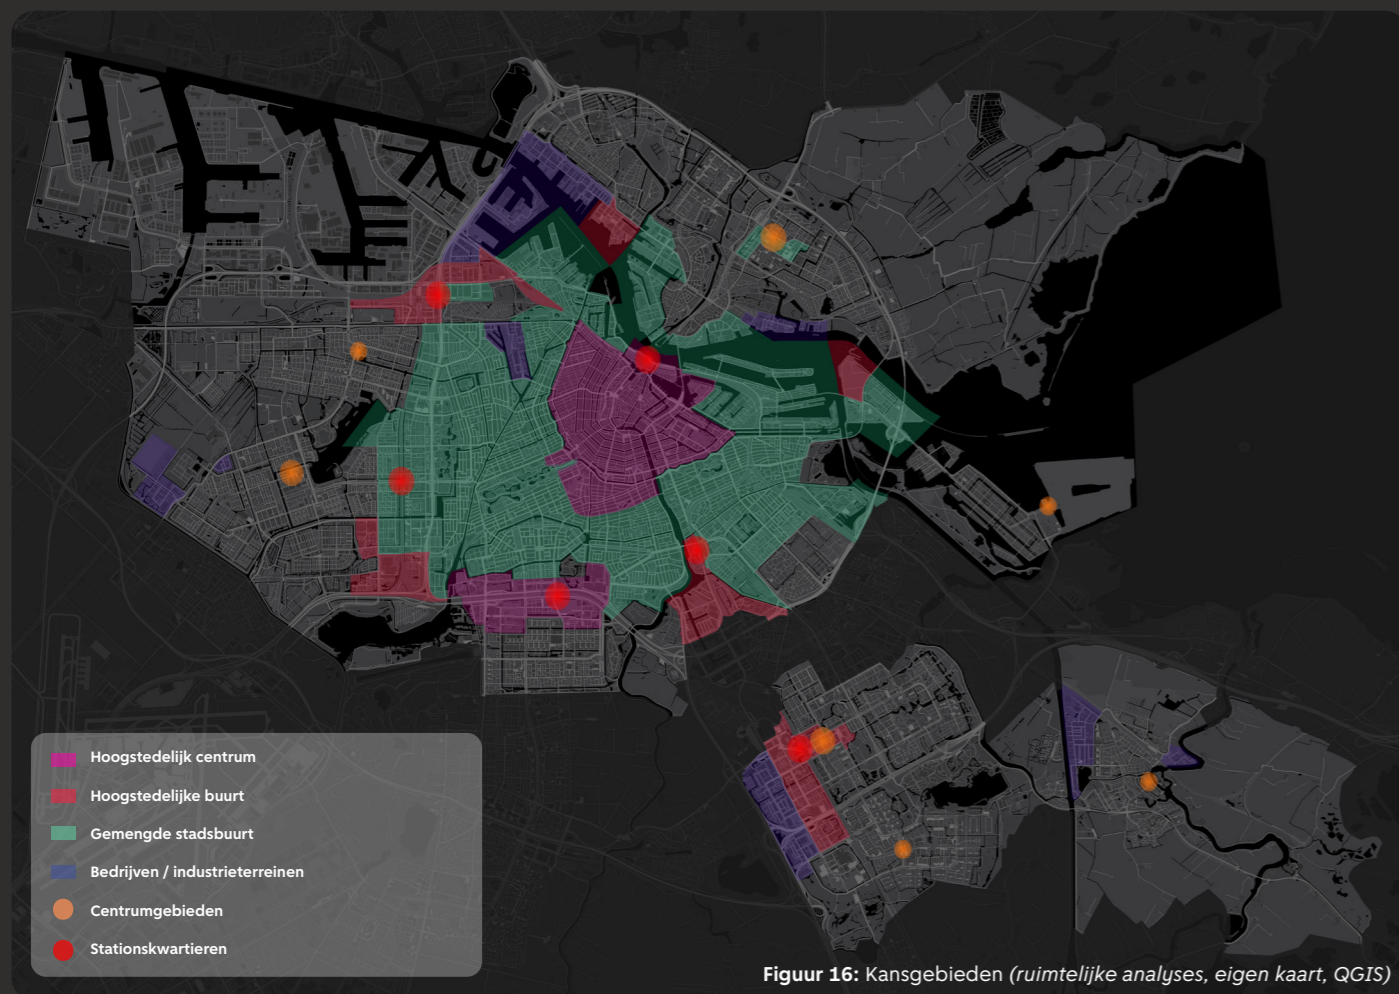 Hoogstedelijk centrum
Hoogstedelijke buurt
Gemengde stadsbuurt
Bedrijven / industrieterreinen
Centrumgebieden
Stationskwartieren
Figuur 16: Kansgebieden (ruimtelijke analyses, eigen kaart, QGIS)